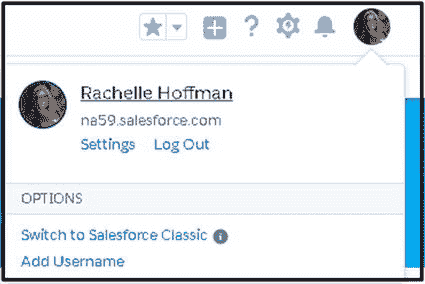 Rachelle Hoffman
na59.salesforce.com
Settings Log Out
OPTIONS
Switch to Salesforce Classic
Add Username